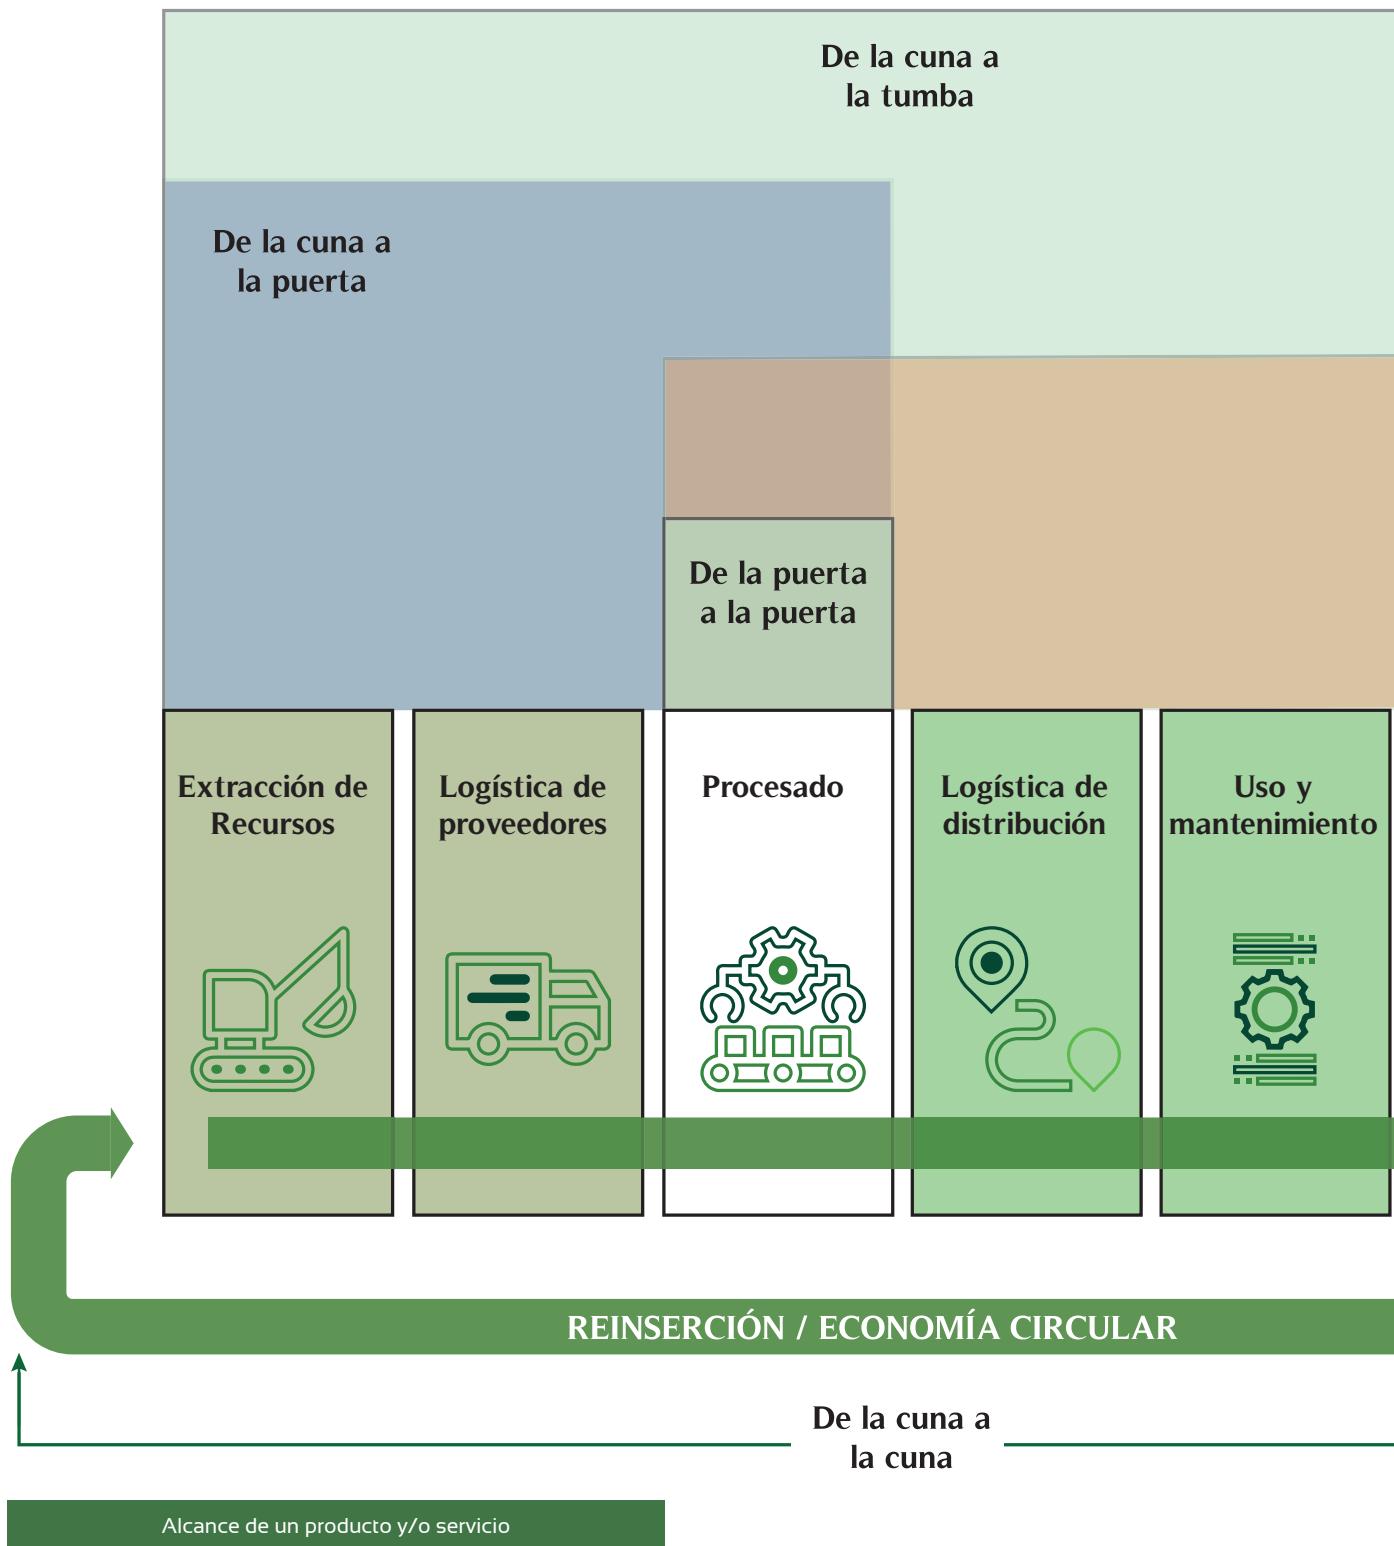 De la cuna a
la tumba
De la cuna a
la puerta
De la puerta
a la puerta
Extracción de
Recursos
Logística de
proveedores
Procesado
Logística de
distribución
Uso y
mantenimiento
REINSERCIÓN / ECONOMÍA CIRCULAR
De la cuna a
la cuna
Alcance de un producto y/o servicio